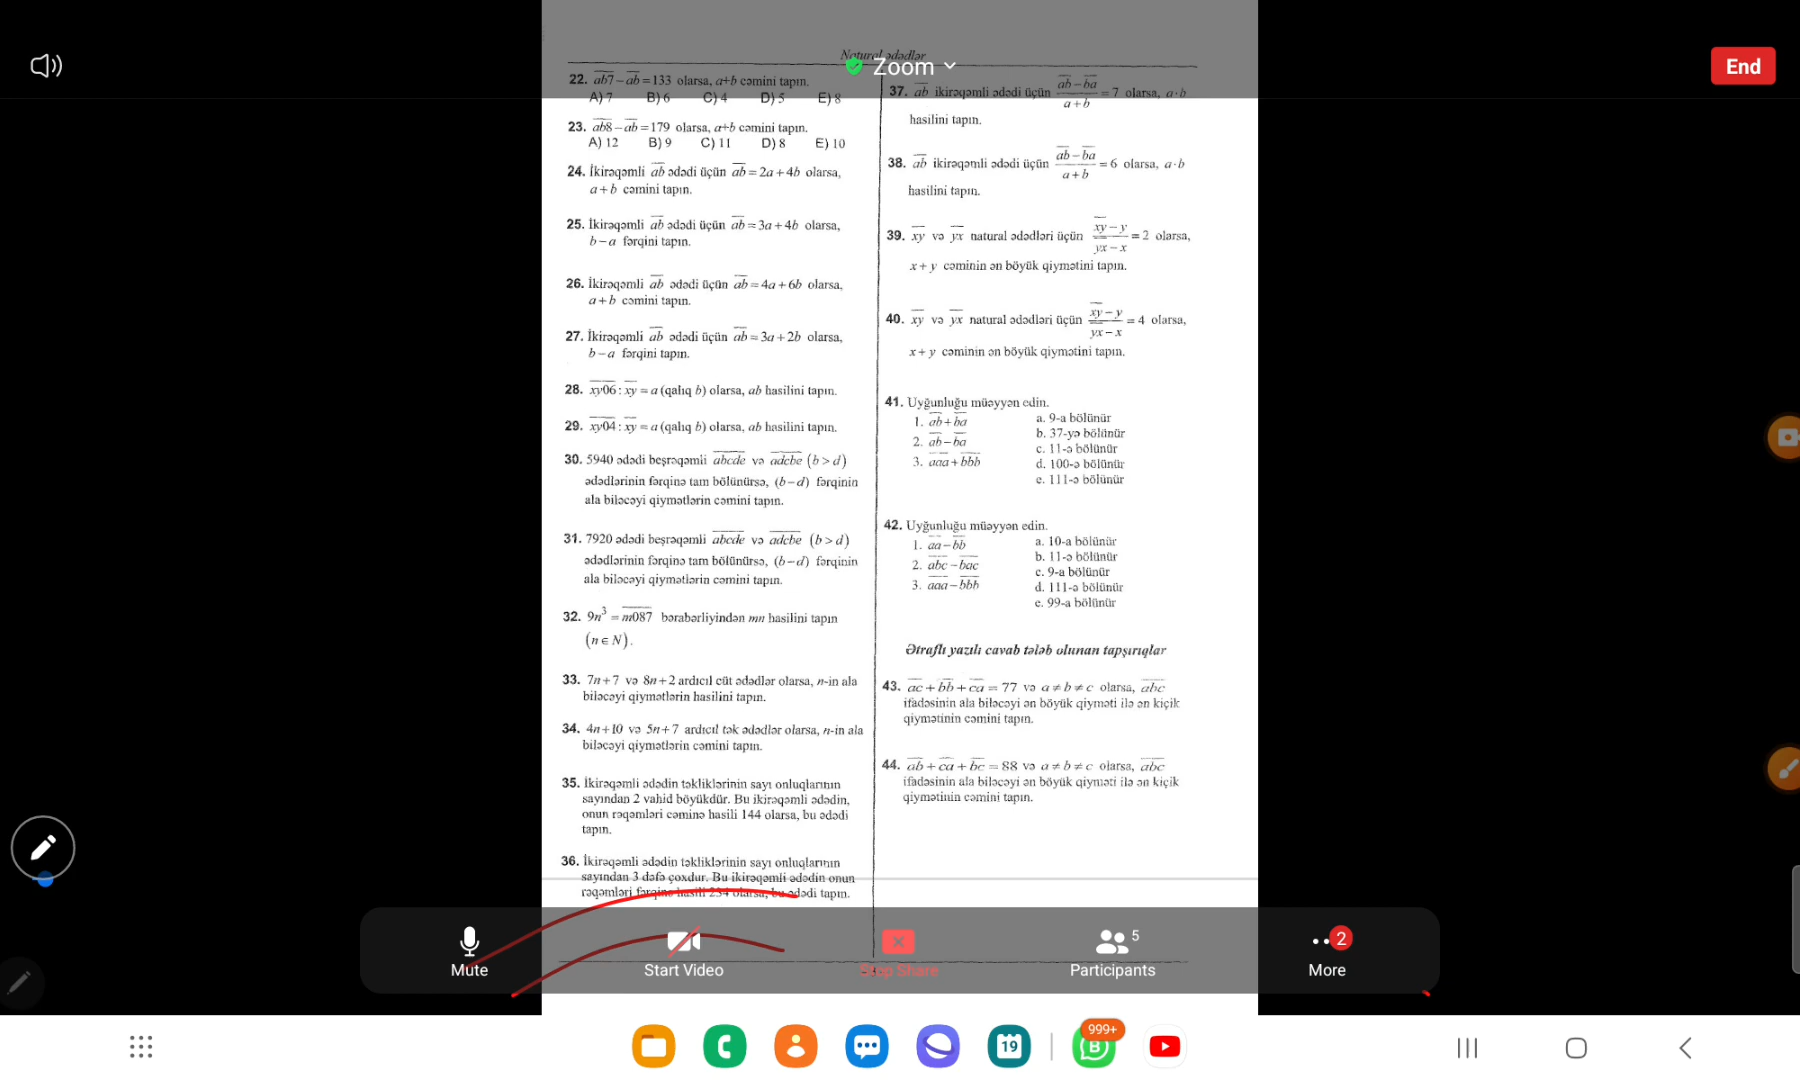 Natural ədədlər
Zoom
End
22. ab7 – ab = 133 olarsa, a+b cəmini tapın.
A) 7 B) 6 C) 4 D) 5 E) 8
23. ab8 – ab = 179 olarsa, a+b cəmini tapın.
A) 12 B) 9 C) 11 D) 8 E) 10
24. İkirəqəmli ab ədədi üçün ab = 2a + 4b olarsa,
a + b cəmini tapın.
25. İkirəqəmli ab ədədi üçün ab = 3a + 4b olarsa,
b – a fərqini tapın.
26. İkirəqəmli ab ədədi üçün ab = 4a + 6b olarsa,
a + b cəmini tapın.
27. İkirəqəmli ab ədədi üçün ab = 3a + 2b olarsa,
b – a fərqini tapın.
28. xy06 : xy = a (qalıq b) olarsa, ab hasilini tapın.
29. xy04 : xy = a (qalıq b) olarsa, ab hasilini tapın.
30. 5940 ədədi beşrəqəmli abcde və adcbe (b > d)
ədədlərinin fərqinə tam bölünürsə, (b – d) fərqinin
ala biləcəyi qiymətlərin cəmini tapın.
31. 7920 ədədi beşrəqəmli abcde və adcbe (b > d)
ədədlərinin fərqinə tam bölünürsə, (b – d) fərqinin
ala biləcəyi qiymətlərin cəmini tapın.
32. 9n³ = m087 bərabərliyindən mn hasilini tapın
(n ∈ N).
33. 7n + 7 və 8n + 2 ardıcıl cüt ədədlər olarsa, n-in ala
biləcəyi qiymətlərin hasilini tapın.
34. 4n + 10 və 5n + 7 ardıcıl tək ədədlər olarsa, n-in ala
biləcəyi qiymətlərin cəmini tapın.
35. İkirəqəmli ədədin təkliklərinin sayı onluqlarının
sayından 2 vahid böyükdür. Bu ikirəqəmli ədədin,
onun rəqəmləri cəminə hasili 144 olarsa, bu ədədi
tapın.
36. İkirəqəmli ədədin təkliklərinin sayı onluqlarının
sayından 3 dəfə çoxdur. Bu ikirəqəmli ədədin onun
rəqəmləri fərqinə hasili 234 olarsa, bu ədədi tapın.
37. ab ikirəqəmli ədədi üçün (ab – ba)/(a + b) = 7 olarsa, a · b
hasilini tapın.
38. ab ikirəqəmli ədədi üçün (ab – ba)/(a + b) = 6 olarsa, a · b
hasilini tapın.
39. xy və yx natural ədədləri üçün (xy – y)/(yx – x) = 2 olarsa,
x + y cəminin ən böyük qiymətini tapın.
40. xy və yx natural ədədləri üçün (xy – y)/(yx – x) = 4 olarsa,
x + y cəminin ən böyük qiymətini tapın.
41. Uyğunluğu müəyyən edin.
1. ab + ba
2. ab – ba
3. aaa + bbb
a. 9-a bölünür
b. 37-yə bölünür
c. 11-ə bölünür
d. 100-ə bölünür
e. 111-ə bölünür
42. Uyğunluğu müəyyən edin.
1. aa – bb
2. abc – bac
3. aaa – bbb
a. 10-a bölünür
b. 11-ə bölünür
c. 9-a bölünür
d. 111-ə bölünür
e. 99-a bölünür
Ətraflı yazılı cavab tələb olunan tapşırıqlar
43. ac + bb + ca = 77 və a ≠ b ≠ c olarsa, abc
ifadəsinin ala biləcəyi ən böyük qiyməti ilə ən kiçik
qiymətinin cəmini tapın.
44. ab + ca + bc = 88 və a ≠ b ≠ c olarsa, abc
ifadəsinin ala biləcəyi ən böyük qiyməti ilə ən kiçik
qiymətinin cəmini tapın.
Mute
Start Video
Stop Share
5
Participants
2
More
19
999+
B